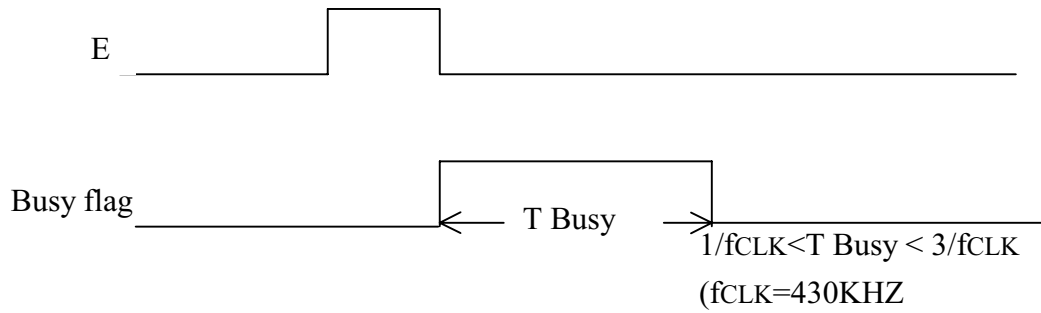 E
Busy flag
T Busy
1/fCLK<T Busy < 3/fCLK
(fCLK=430KHZ